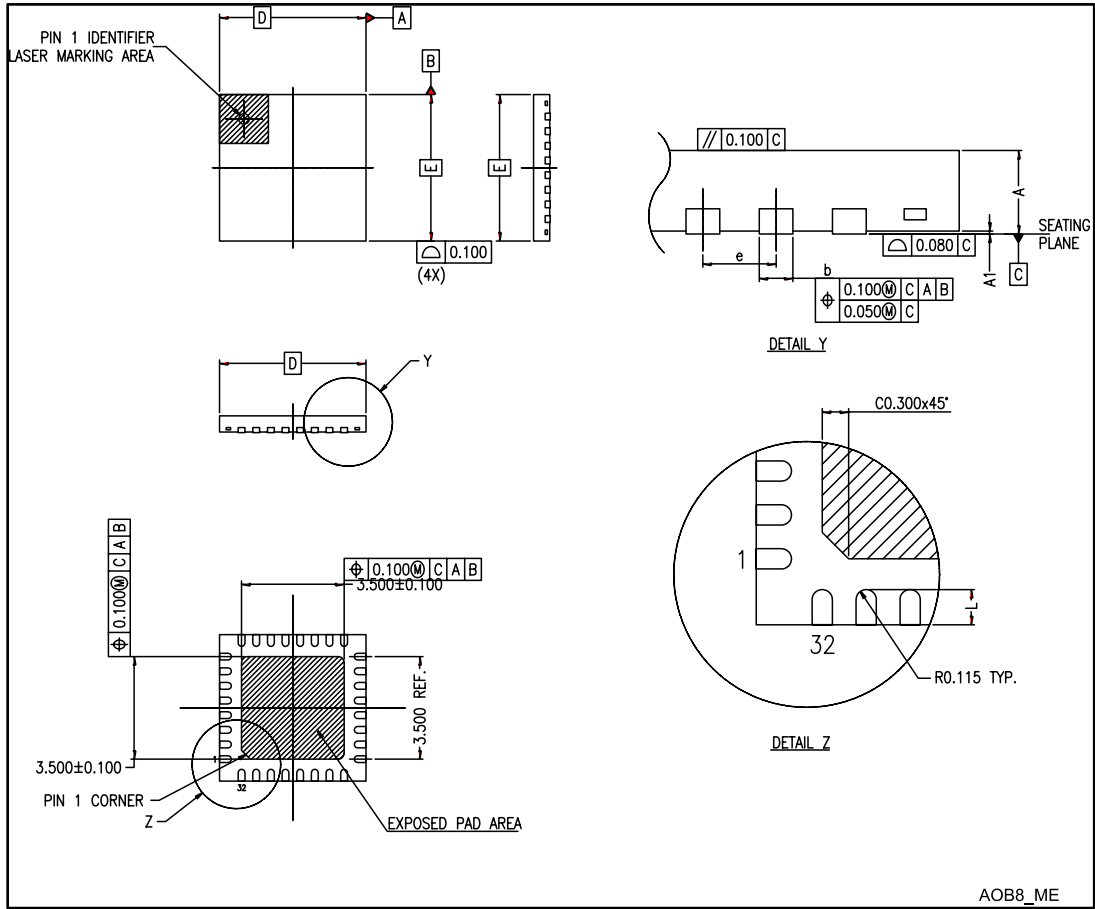 D
A
PIN 1 IDENTIFIER
LASER MARKING AREA
B
E
E
⌓ 0.100
(4X)
// 0.100 C
A
SEATING
PLANE
⌓ 0.080 C
A1
C
e
b
⌖ 0.100Ⓜ C A B
0.050Ⓜ C
DETAIL Y
D
Y
C0.300x45°
1
32
L
R0.115 TYP.
DETAIL Z
⌖ 0.100Ⓜ C A B
⌖ 0.100Ⓜ C A B
3.500±0.100
3.500 REF.
3.500±0.100
1
32
PIN 1 CORNER
Z
EXPOSED PAD AREA
AOB8_ME